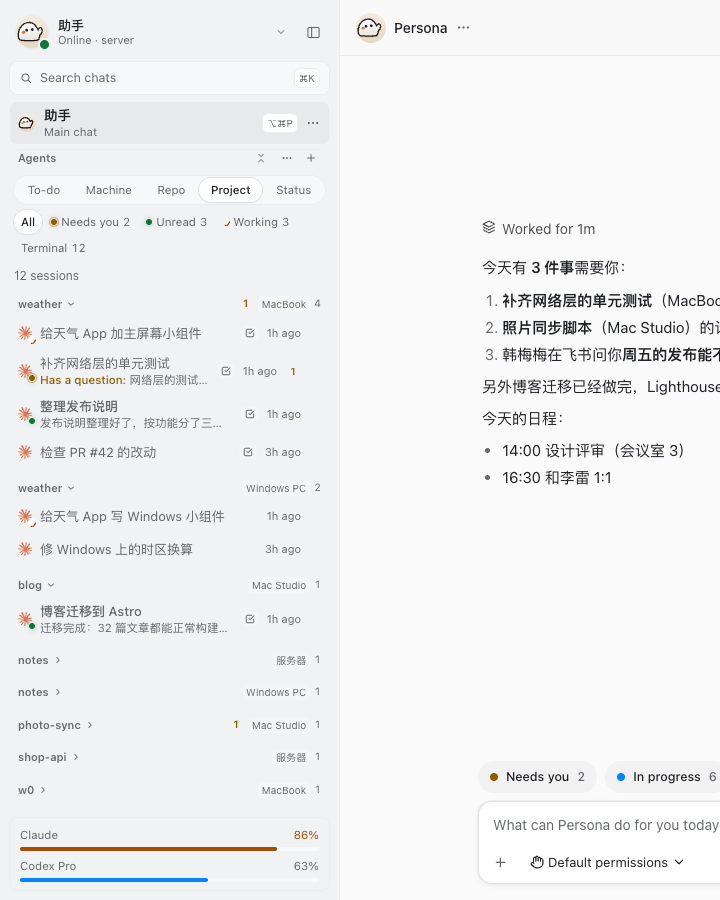 助手
Online · server
Search chats
⌘K
助手
Main chat
⌥⌘P
Agents
To-do Machine Repo Project Status
All Needs you 2 Unread 3 Working 3
Terminal 12
12 sessions
weather 1 MacBook 4
给天气 App 加主屏幕小组件 1h ago
补齐网络层的单元测试 1h ago 1
Has a question: 网络层的测试…
整理发布说明 1h ago
发布说明整理好了，按功能分了三…
检查 PR #42 的改动 3h ago
weather Windows PC 2
给天气 App 写 Windows 小组件 1h ago
修 Windows 上的时区换算 3h ago
blog Mac Studio 1
博客迁移到 Astro 1h ago
迁移完成：32 篇文章都能正常构建…
notes 服务器 1
notes Windows PC 1
photo-sync 1 Mac Studio 1
shop-api 服务器 1
w0 MacBook 1
Claude 86%
Codex Pro 63%
Persona
Worked for 1m
今天有 3 件事需要你：
1. 补齐网络层的单元测试（MacBoo
2. 照片同步脚本（Mac Studio）的
3. 韩梅梅在飞书问你周五的发布能不
另外博客迁移已经做完，Lighthouse
今天的日程：
• 14:00 设计评审（会议室 3）
• 16:30 和李雷 1:1
Needs you 2 In progress 6
What can Persona do for you today
Default permissions